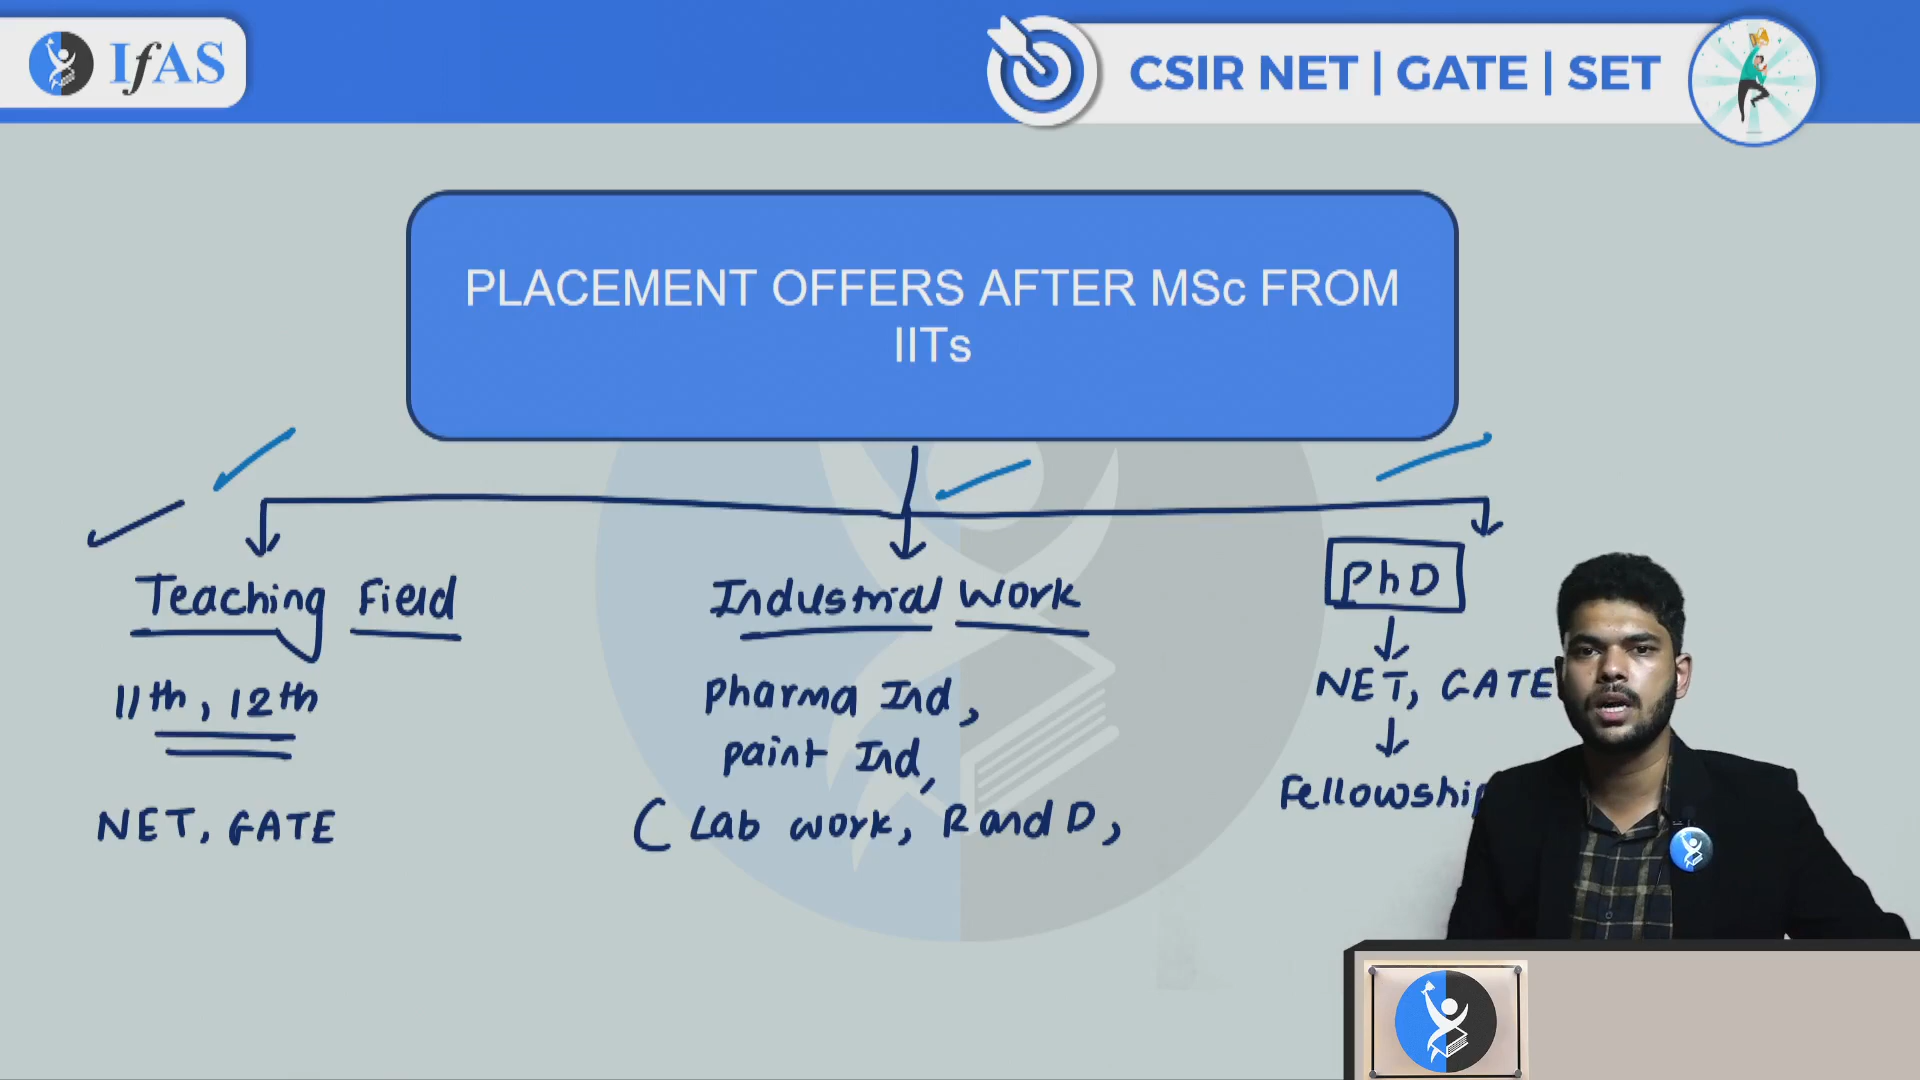 IfAS
CSIR NET | GATE | SET
PLACEMENT OFFERS AFTER MSc FROM
IITs
Teaching Field
11th, 12th
NET, GATE
Industrial Work
pharma Ind,
paint Ind,
( Lab work, R and D,
PhD
NET, GATE
Fellowship